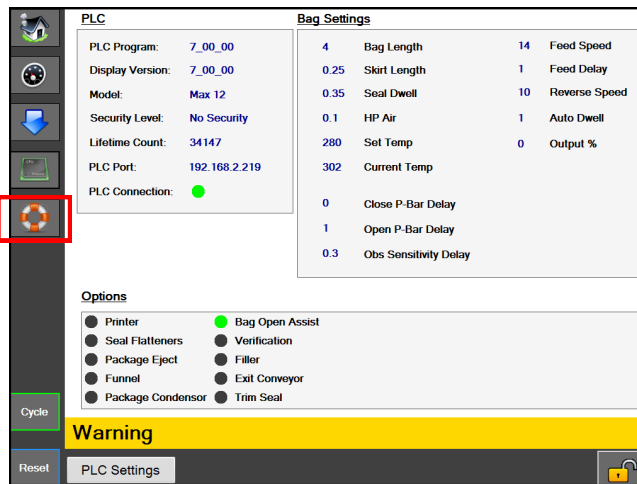 PLC
PLC Program: 7_00_00
Display Version: 7_00_00
Model: Max 12
Security Level: No Security
Lifetime Count: 34147
PLC Port: 192.168.2.219
PLC Connection:
Bag Settings
4 Bag Length 14 Feed Speed
0.25 Skirt Length 1 Feed Delay
0.35 Seal Dwell 10 Reverse Speed
0.1 HP Air 1 Auto Dwell
280 Set Temp 0 Output %
302 Current Temp
0 Close P-Bar Delay
1 Open P-Bar Delay
0.3 Obs Sensitivity Delay
Options
Printer Bag Open Assist
Seal Flatteners Verification
Package Eject Filler
Funnel Exit Conveyor
Package Condensor Trim Seal
Cycle
Warning
Reset
PLC Settings